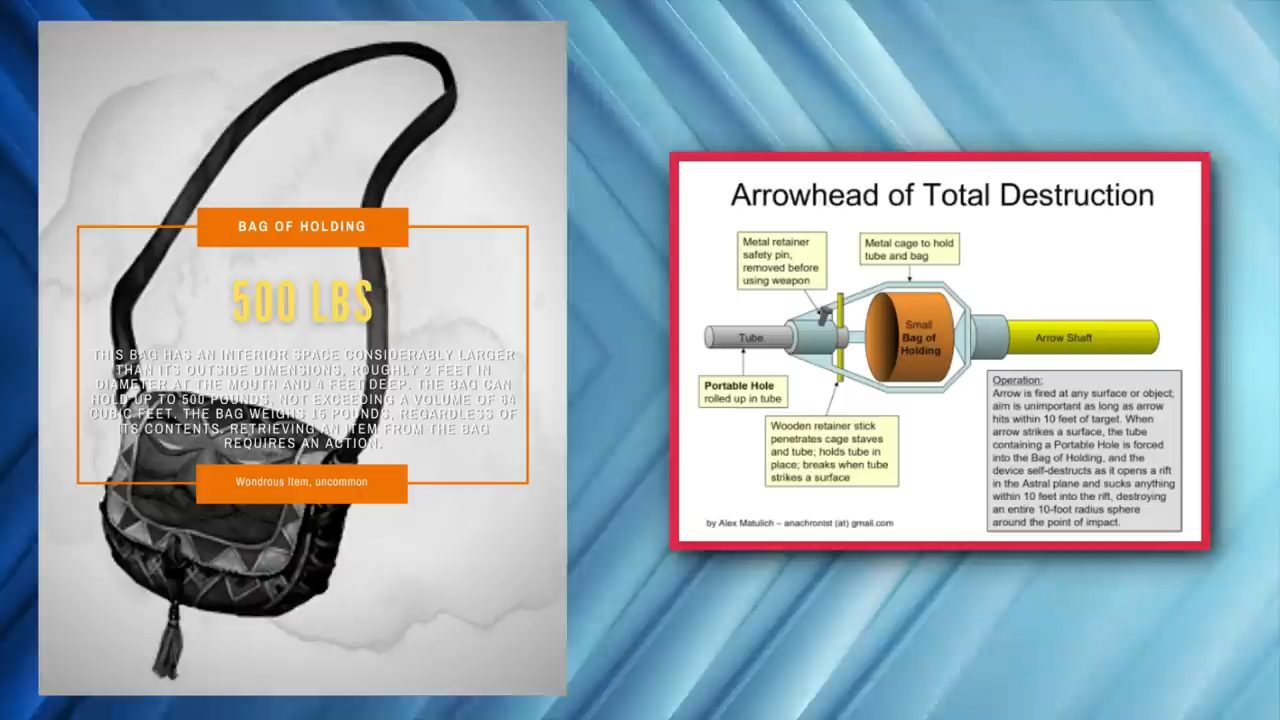 BAG OF HOLDING
500 LBS
THIS BAG HAS AN INTERIOR SPACE CONSIDERABLY LARGER
THAN ITS OUTSIDE DIMENSIONS, ROUGHLY 2 FEET IN
DIAMETER AT THE MOUTH AND 4 FEET DEEP. THE BAG CAN
HOLD UP TO 500 POUNDS, NOT EXCEEDING A VOLUME OF 64
CUBIC FEET. THE BAG WEIGHS 15 POUNDS, REGARDLESS OF
ITS CONTENTS. RETRIEVING AN ITEM FROM THE BAG
REQUIRES AN ACTION.
Wondrous Item, uncommon
Arrowhead of Total Destruction
Metal retainer
safety pin,
removed before
using weapon
Metal cage to hold
tube and bag
Tube
Small
Bag of
Holding
Arrow Shaft
Portable Hole
rolled up in tube
Wooden retainer stick
penetrates cage staves
and tube; holds tube in
place; breaks when tube
strikes a surface
Operation:
Arrow is fired at any surface or object;
aim is unimportant as long as arrow
hits within 10 feet of target. When
arrow strikes a surface, the tube
containing a Portable Hole is forced
into the Bag of Holding, and the
device self-destructs as it opens a rift
in the Astral plane and sucks anything
within 10 feet into the rift, destroying
an entire 10-foot radius sphere
around the point of impact.
by Alex Matulich – anachronist (at) gmail.com